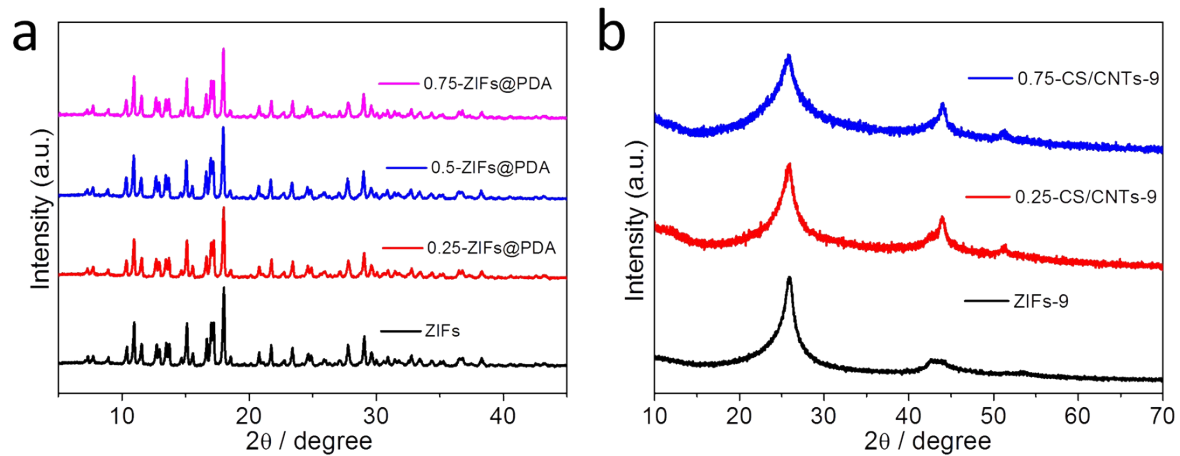 a
Intensity (a.u.)
0.75-ZIFs@PDA
0.5-ZIFs@PDA
0.25-ZIFs@PDA
ZIFs
10 20 30 40
2θ / degree
b
Intensity (a.u.)
0.75-CS/CNTs-9
0.25-CS/CNTs-9
ZIFs-9
10 20 30 40 50 60 70
2θ / degree